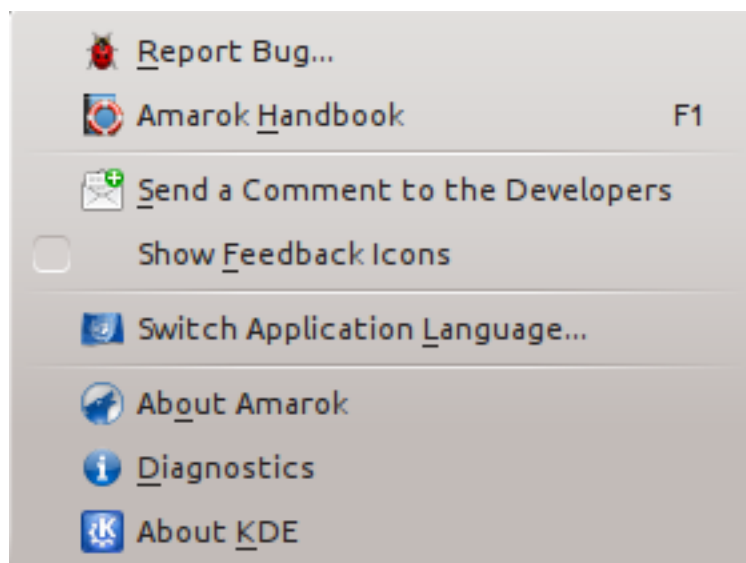 Report Bug...
Amarok Handbook F1
Send a Comment to the Developers
Show Feedback Icons
Switch Application Language...
About Amarok
Diagnostics
About KDE